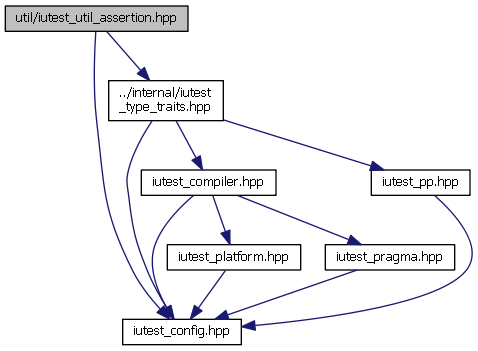 util/iutest_util_assertion.hpp
../internal/iutest
_type_traits.hpp
iutest_compiler.hpp
iutest_pp.hpp
iutest_platform.hpp
iutest_pragma.hpp
iutest_config.hpp